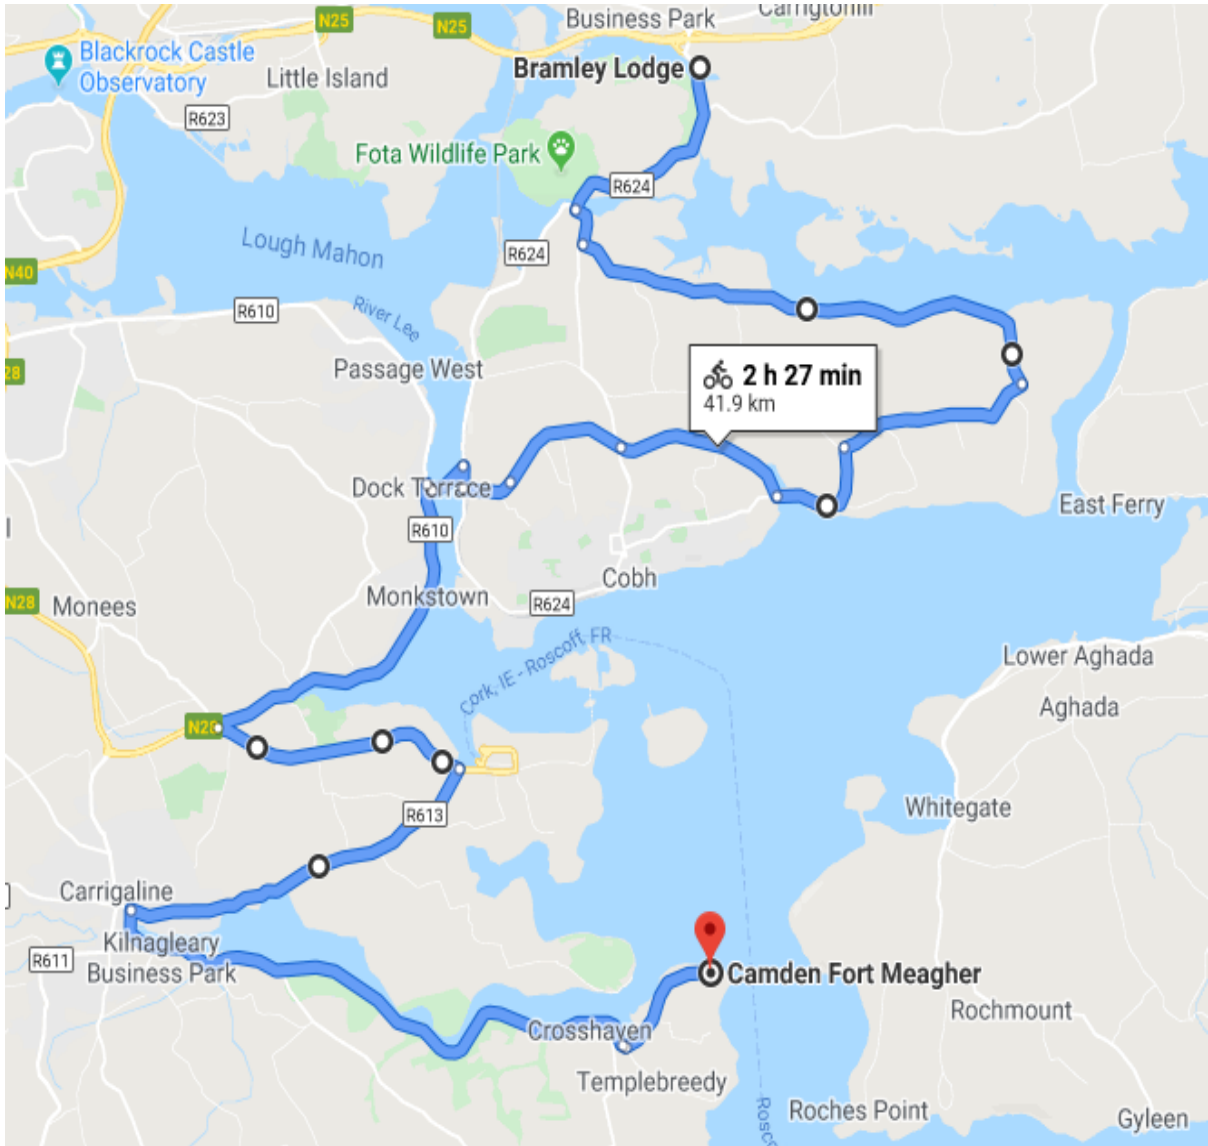 Carrigtohill
Business Park
N25
N25
Blackrock Castle
Observatory
Bramley Lodge
Little Island
R623
Fota Wildlife Park
R624
Lough Mahon
R624
N40
River Lee
R610
Passage West
28
2 h 27 min
41.9 km
Dock Terrace
East Ferry
R610
Cobh
Monkstown
R624
N28
Monees
Cork, IE - Roscoff, FR
Lower Aghada
Aghada
N28
Whitegate
R613
Carrigaline
Kilnagleary
Business Park
R611
Camden Fort Meagher
Rochmount
Crosshaven
Templebreedy
Roches Point
Gyleen
Rosc